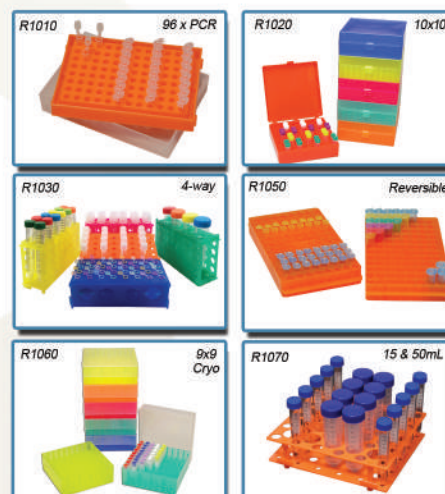 R1010 96 x PCR
R1020 10x10
R1030 4-way
R1050 Reversible
R1060 9x9
Cryo
R1070 15 & 50mL